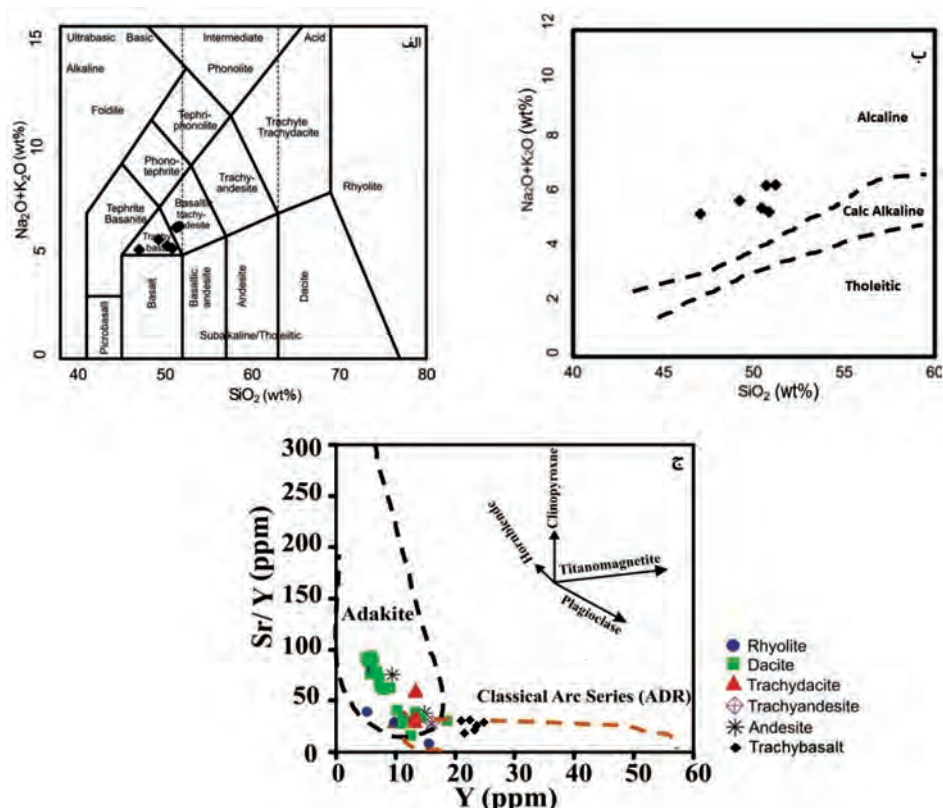 الف
Ultrabasic Basic Intermediate Acid
Alkaline Phonolite
Foidile
Tephri-
phonolite
Trachyte
Trachydacite
Phono-
tephrite
Trachy-
andesite
Rhyolite
Tephrite
Basanite
Basaltic
trachy-
andesite
Trachy-
basalt
Picrobasalt
Basalt
Basaltic
andesite
Andesite
Dacite
Subalkaline/Tholeiitic
Na2O+K2O (wt%)
0 5 10 15
40 50 60 70 80
SiO2 (wt%)
ب
Na2O+K2O (wt%)
12
10
8
6
4
2
0
Alcaline
Calc Alkaline
Tholeitic
40 45 50 55 60
SiO2 (wt%)
ج
Sr/Y (ppm)
300
250
200
150
100
50
0
Adakite
Hornblende
Clinopyroxne
Titanomagnetite
Plagioclase
Classical Arc Series (ADR)
0 10 20 30 40 50 60
Y (ppm)
Rhyolite
Dacite
Trachydacite
Trachyandesite
Andesite
Trachybasalt